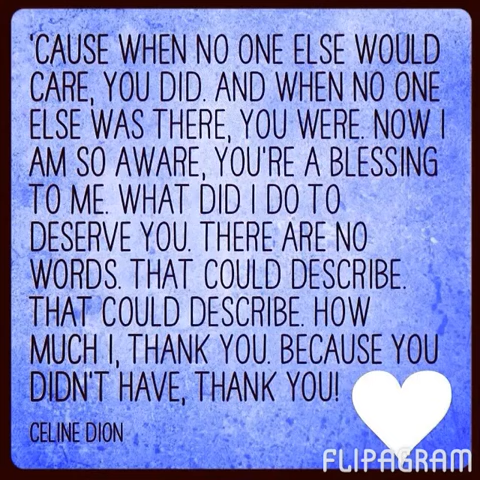 'CAUSE WHEN NO ONE ELSE WOULD
CARE, YOU DID. AND WHEN NO ONE
ELSE WAS THERE, YOU WERE. NOW I
AM SO AWARE, YOU'RE A BLESSING
TO ME. WHAT DID I DO TO
DESERVE YOU. THERE ARE NO
WORDS. THAT COULD DESCRIBE.
THAT COULD DESCRIBE. HOW
MUCH I, THANK YOU. BECAUSE YOU
DIDN'T HAVE, THANK YOU!
CELINE DION
FLIPAGRAM